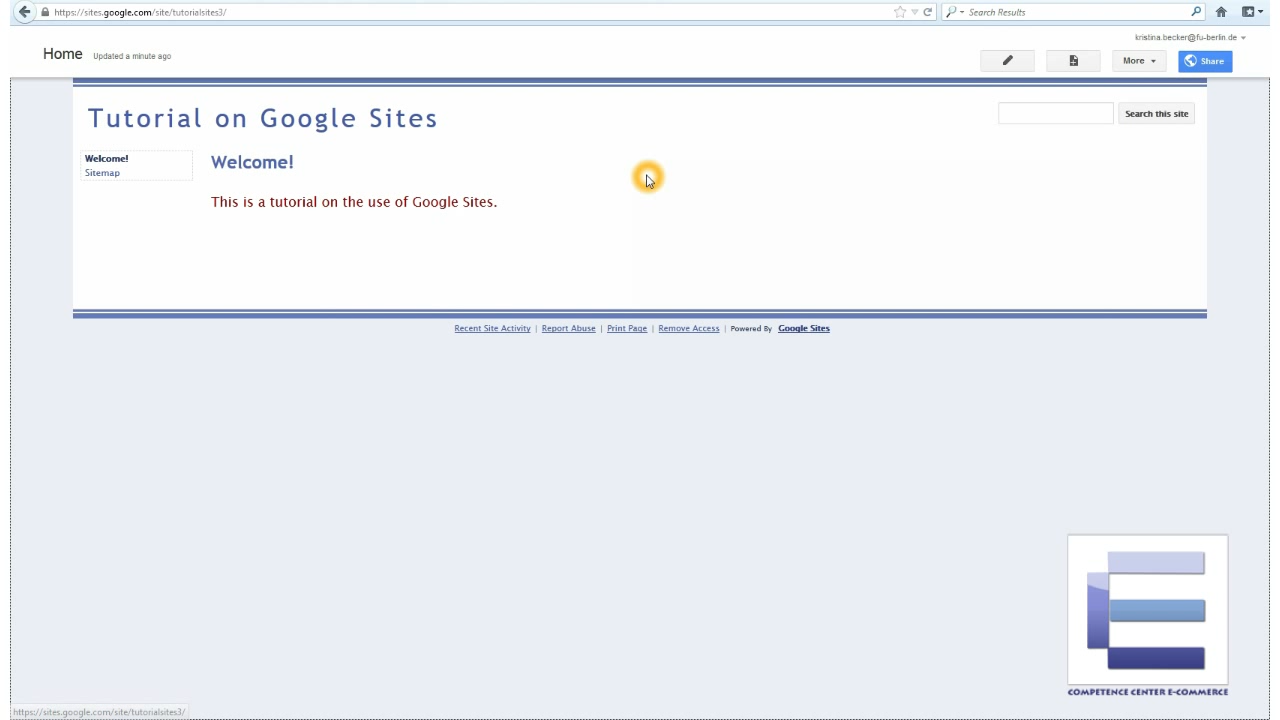 https://sites.google.com/site/tutorialsites3/
Search Results
kristina.becker@fu-berlin.de
Home Updated a minute ago
More
Share
Tutorial on Google Sites
Search this site
Welcome!
Sitemap
Welcome!
This is a tutorial on the use of Google Sites.
Recent Site Activity | Report Abuse | Print Page | Remove Access | Powered By Google Sites
COMPETENCE CENTER E-COMMERCE
https://sites.google.com/site/tutorialsites3/